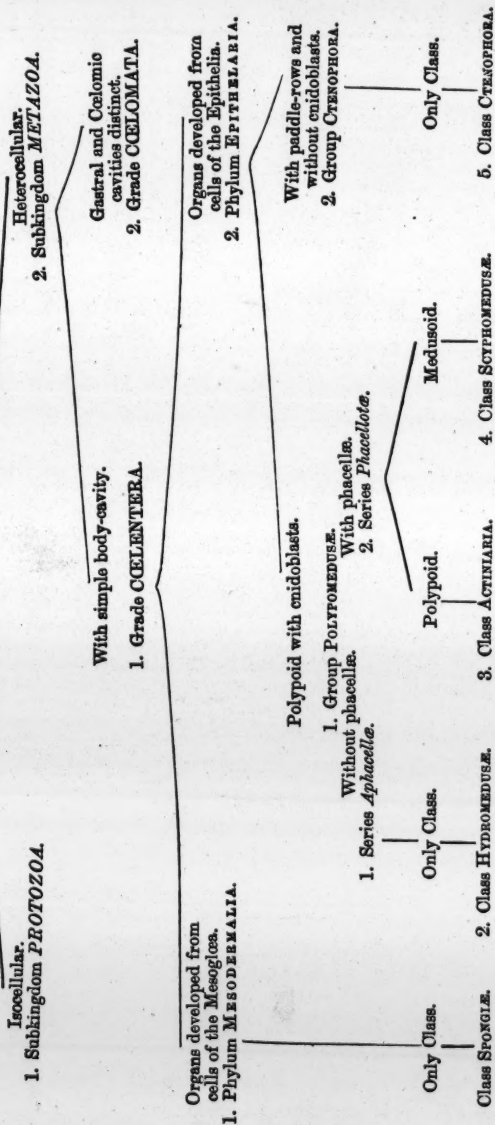 Isocellular.
1. Subkingdom PROTOZOA.
Heterocellular.
2. Subkingdom METAZOA.
With simple body-cavity.
1. Grade CŒLENTERA.
Gastral and Cœlomic
cavities distinct.
2. Grade CŒLOMATA.
Organs developed from
cells of the Mesoglœa.
1. Phylum MESODERMALIA.
Organs developed from
cells of the Epithelia.
2. Phylum EPITHELARIA.
Polypoid with cnidoblasts.
1. Group POLYPOMEDUSÆ.
With paddle-rows and
without cnidoblasts.
2. Group CTENOPHORA.
Without phacellæ.
1. Series Aphacellæ.
With phacellæ.
2. Series Phacellotæ.
Only Class.
Only Class.
Polypoid.
Medusoid.
Only Class.
Class SPONGIÆ.
2. Class HYDROMEDUSÆ.
3. Class ACTINIARIA.
4. Class SCYPHOMEDUSÆ.
5. Class CTENOPHORA.